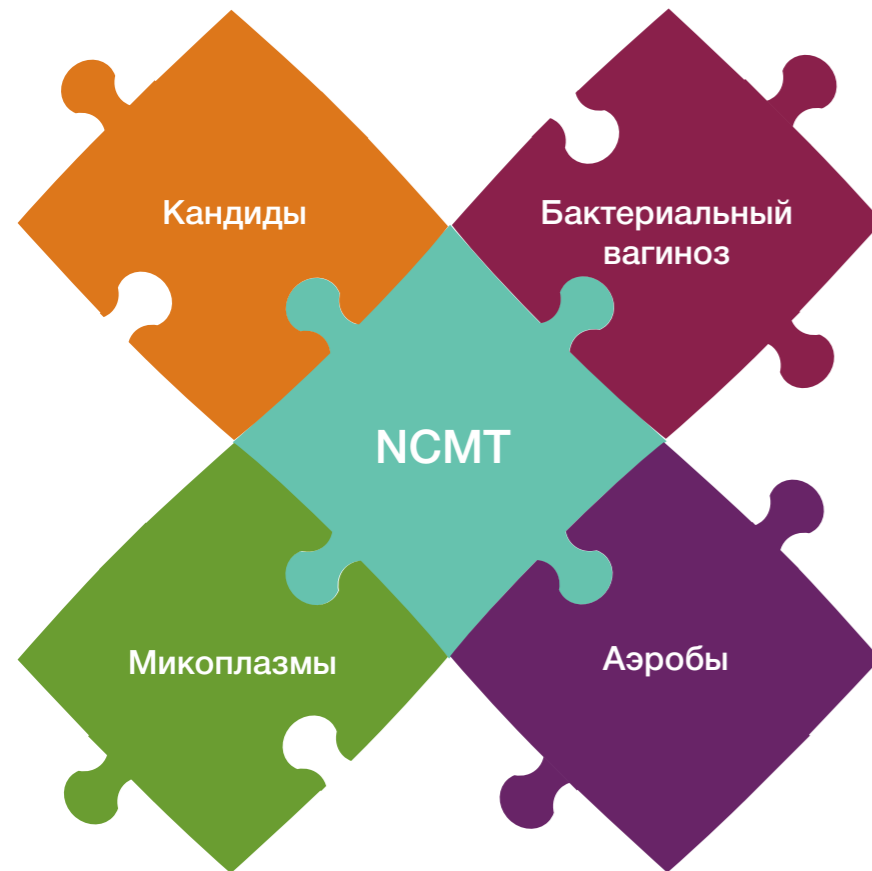 Кандиды
Бактериальный
вагиноз
NCMT
Микоплазмы
Аэробы